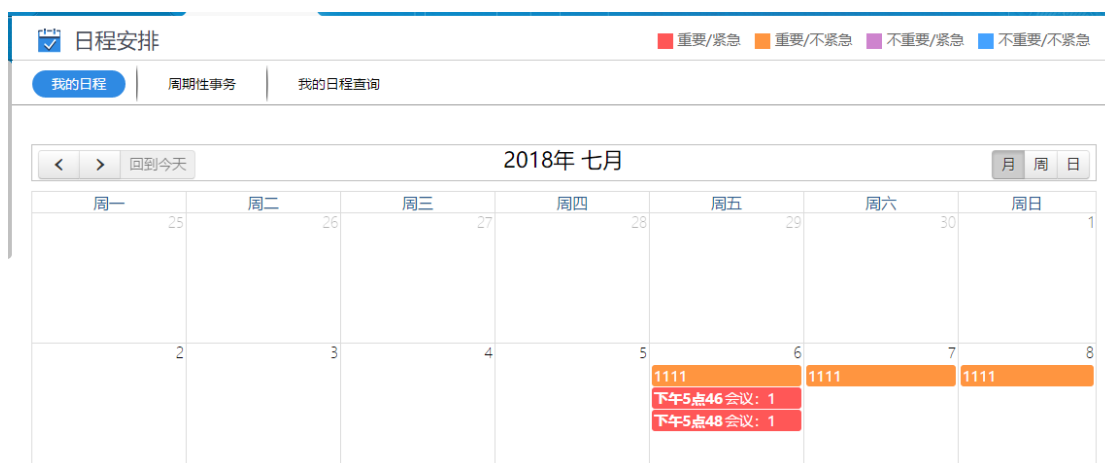 日程安排 重要/紧急 重要/不紧急 不重要/紧急 不重要/不紧急
我的日程 周期性事务 我的日程查询
回到今天 2018年 七月 月 周 日
周一 周二 周三 周四 周五 周六 周日
25 26 27 28 29 30 1
2 3 4 5 6 7 8
1111 1111 1111
下午5点46 会议：1
下午5点48 会议：1